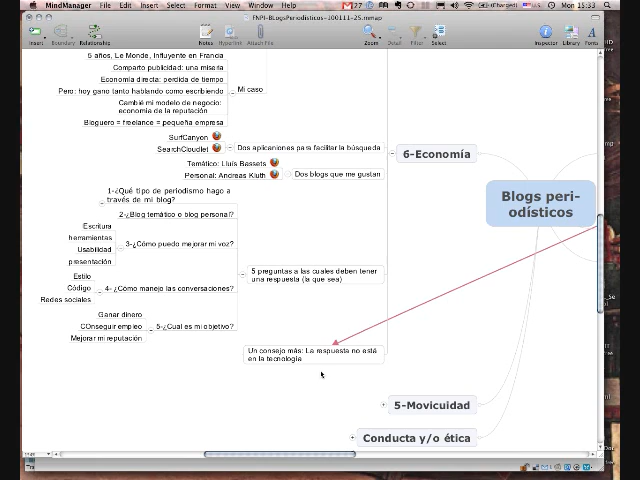 MindManager File Edit Insert Select View Window Help 27 (Charged) U.S. Mon 15:33
FNPI-BLogsPeriodísticos-100111-25.mmap
Insert Boundary Relationship Notes Hyperlink Attach File Zoom Detail Filter Select Inspector Library Fonts
5 años, Le Monde, Influyente en Francia
Comparto publicidad: una miseria
Economía directa: perdida de tiempo
Pero: hoy gano tanto hablando como escribiendo
Mi caso
Cambié mi modelo de negocio:
economía de la reputación
Bloguero = freelance = pequeña empresa
SurfCanyon
SearchCloudlet
Dos aplicaniones para facilitar la búsqueda
6-Economía
Temático: Lluís Bassets
Personal: Andreas Kluth
Dos blogs que me gustan
Blogs peri-
odísticos
1-¿Qué tipo de periodismo hago a
través de mi blog?
2-¿Blog temático o blog personal?
Escritura
herramientas
Usabilidad
presentación
3-¿Cómo puedo mejorar mi voz?
5 preguntas a las cuales deben tener
una respuesta (la que sea)
Estilo
Código
Redes sociales
4- ¿Cómo manejo las conversaciones?
Ganar dinero
COnseguir empleo
Mejorar mi reputación
5-¿Cual es mi objetivo?
Un consejo más: La respuesta no está
en la tecnología
5-Movicuidad
Conducta y/o ética